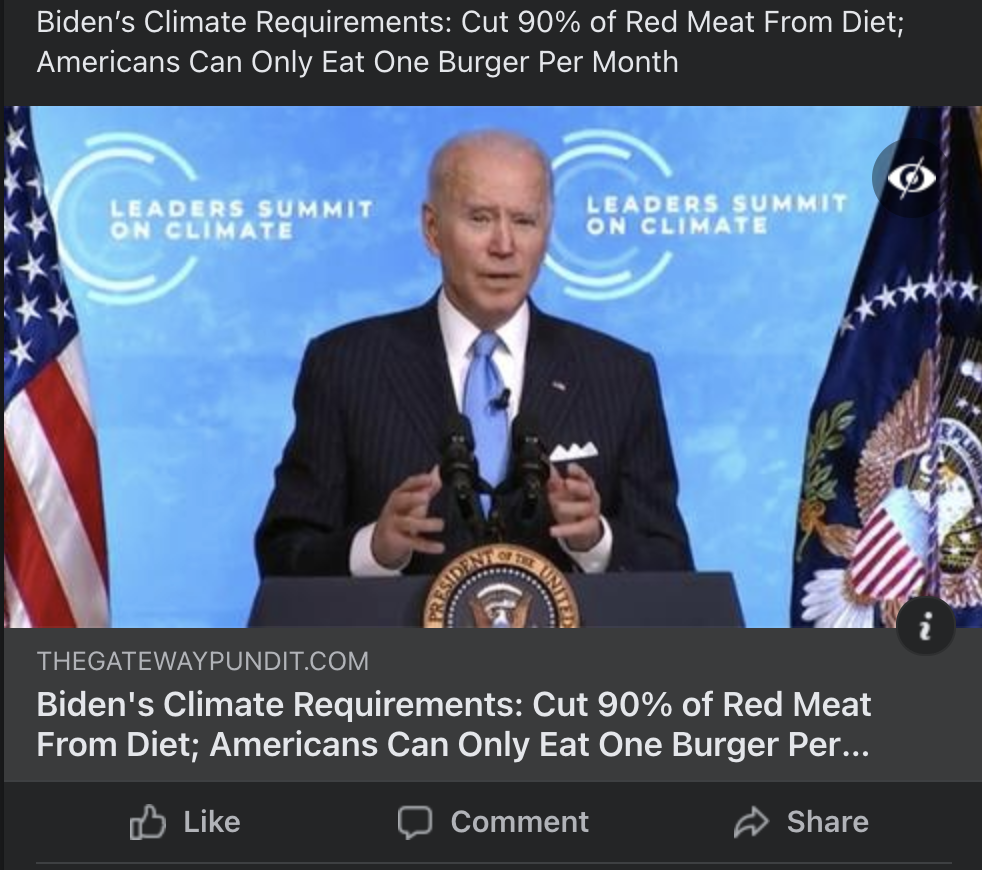 Biden’s Climate Requirements: Cut 90% of Red Meat From Diet;
Americans Can Only Eat One Burger Per Month
LEADERS SUMMIT
ON CLIMATE
LEADERS SUMMIT
ON CLIMATE
PRESIDENT OF THE UNITED
i
THEGATEWAYPUNDIT.COM
Biden's Climate Requirements: Cut 90% of Red Meat
From Diet; Americans Can Only Eat One Burger Per...
Like
Comment
Share